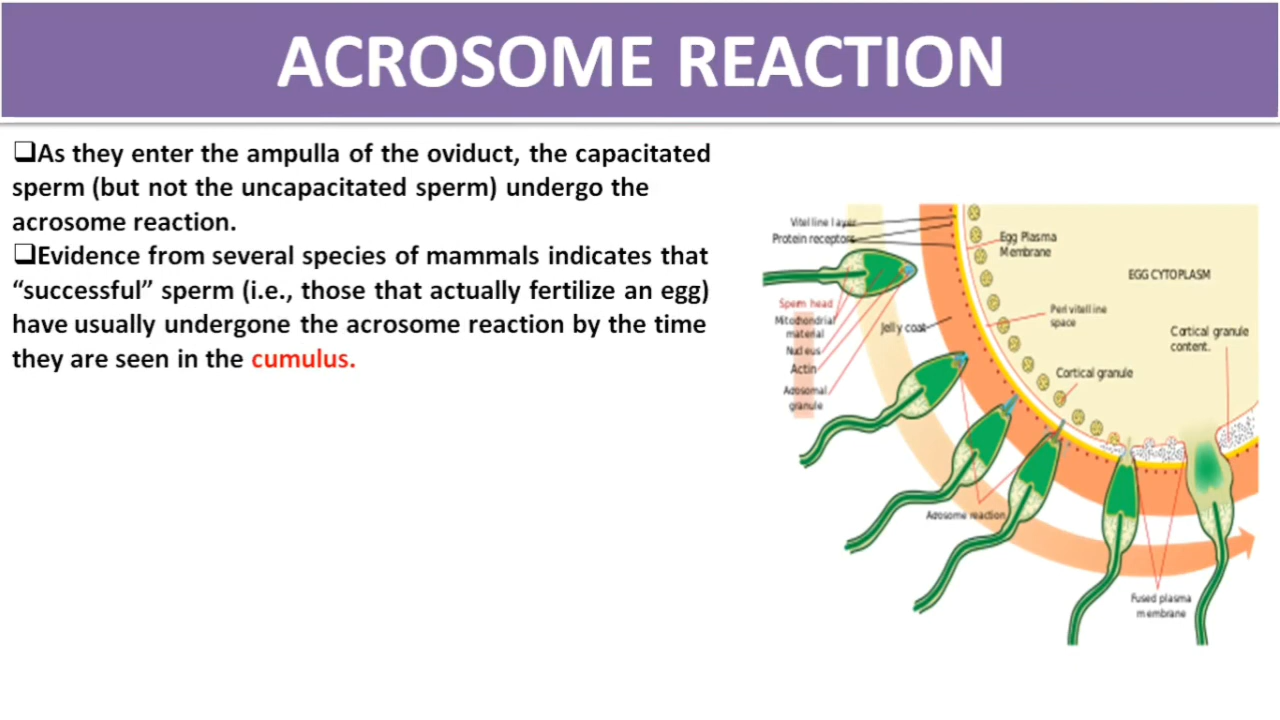 ACROSOME REACTION
❑As they enter the ampulla of the oviduct, the capacitated
sperm (but not the uncapacitated sperm) undergo the
acrosome reaction.
❑Evidence from several species of mammals indicates that
“successful” sperm (i.e., those that actually fertilize an egg)
have usually undergone the acrosome reaction by the time
they are seen in the cumulus.
Vitelline layer
Protein receptors
Egg Plasma
Membrane
EGG CYTOPLASM
Sperm head
Mitochondrial
material
Nucleus
Actin
Acrosomal
granule
Jelly coat
Perivitelline
space
Cortical granule
content.
Cortical granule
Acrosome reaction
Fused plasma
membrane